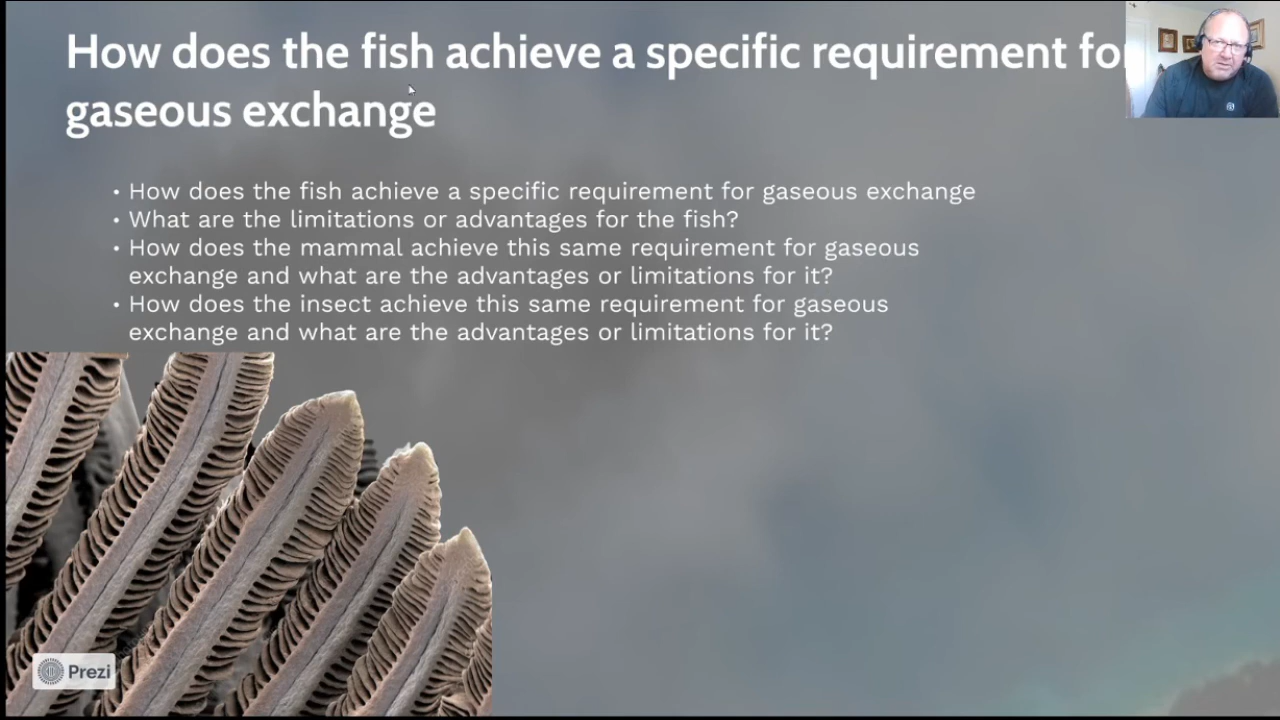 How does the fish achieve a specific requirement for
gaseous exchange
• How does the fish achieve a specific requirement for gaseous exchange
• What are the limitations or advantages for the fish?
• How does the mammal achieve this same requirement for gaseous
exchange and what are the advantages or limitations for it?
• How does the insect achieve this same requirement for gaseous
exchange and what are the advantages or limitations for it?
Prezi